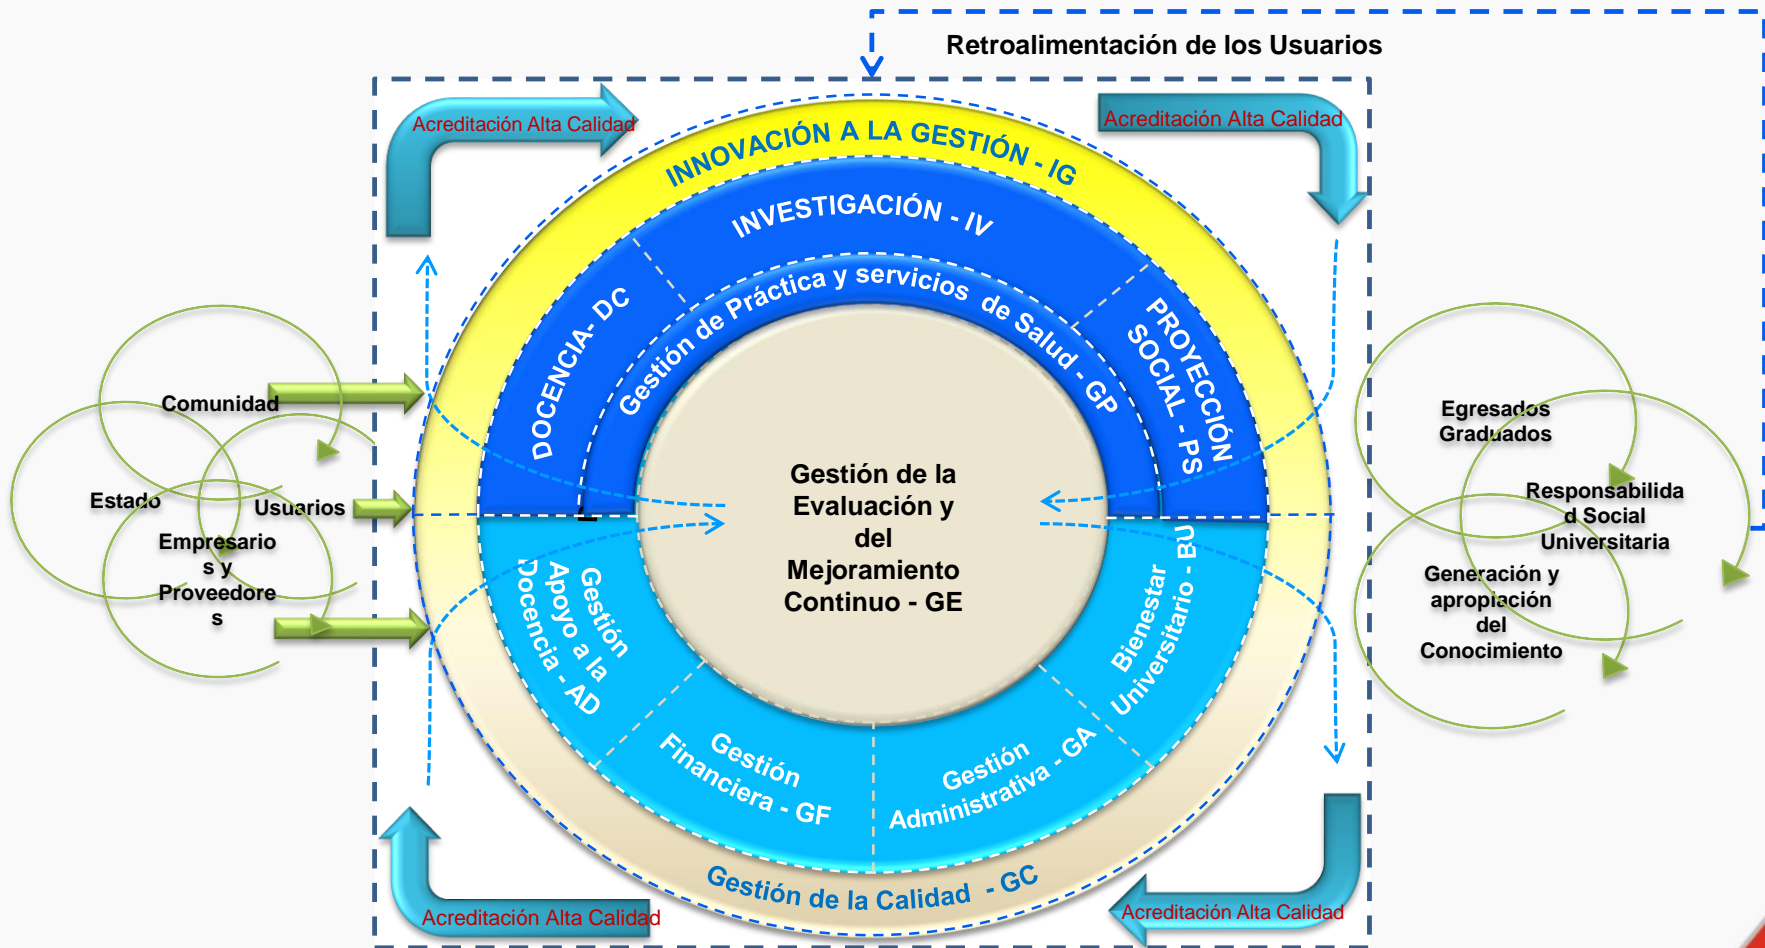 Retroalimentación de los Usuarios
Acreditación Alta Calidad
Acreditación Alta Calidad
INNOVACIÓN A LA GESTIÓN - IG
INVESTIGACIÓN - IV
DOCENCIA- DC
PROYECCIÓN
SOCIAL - PS
Gestión de Práctica y servicios de Salud - GP
Comunidad
Estado
Usuarios
Empresario
s y
Proveedore
s
Gestión de la
Evaluación y
del
Mejoramiento
Continuo - GE
Egresados
Graduados
Responsabilida
d Social
Universitaria
Generación y
apropiación
del
Conocimiento
Gestión
Apoyo a la
Docencia - AD
Gestión
Financiera - GF
Gestión
Administrativa - GA
Bienestar
Universitario - BU
Gestión de la Calidad - GC
Acreditación Alta Calidad
Acreditación Alta Calidad